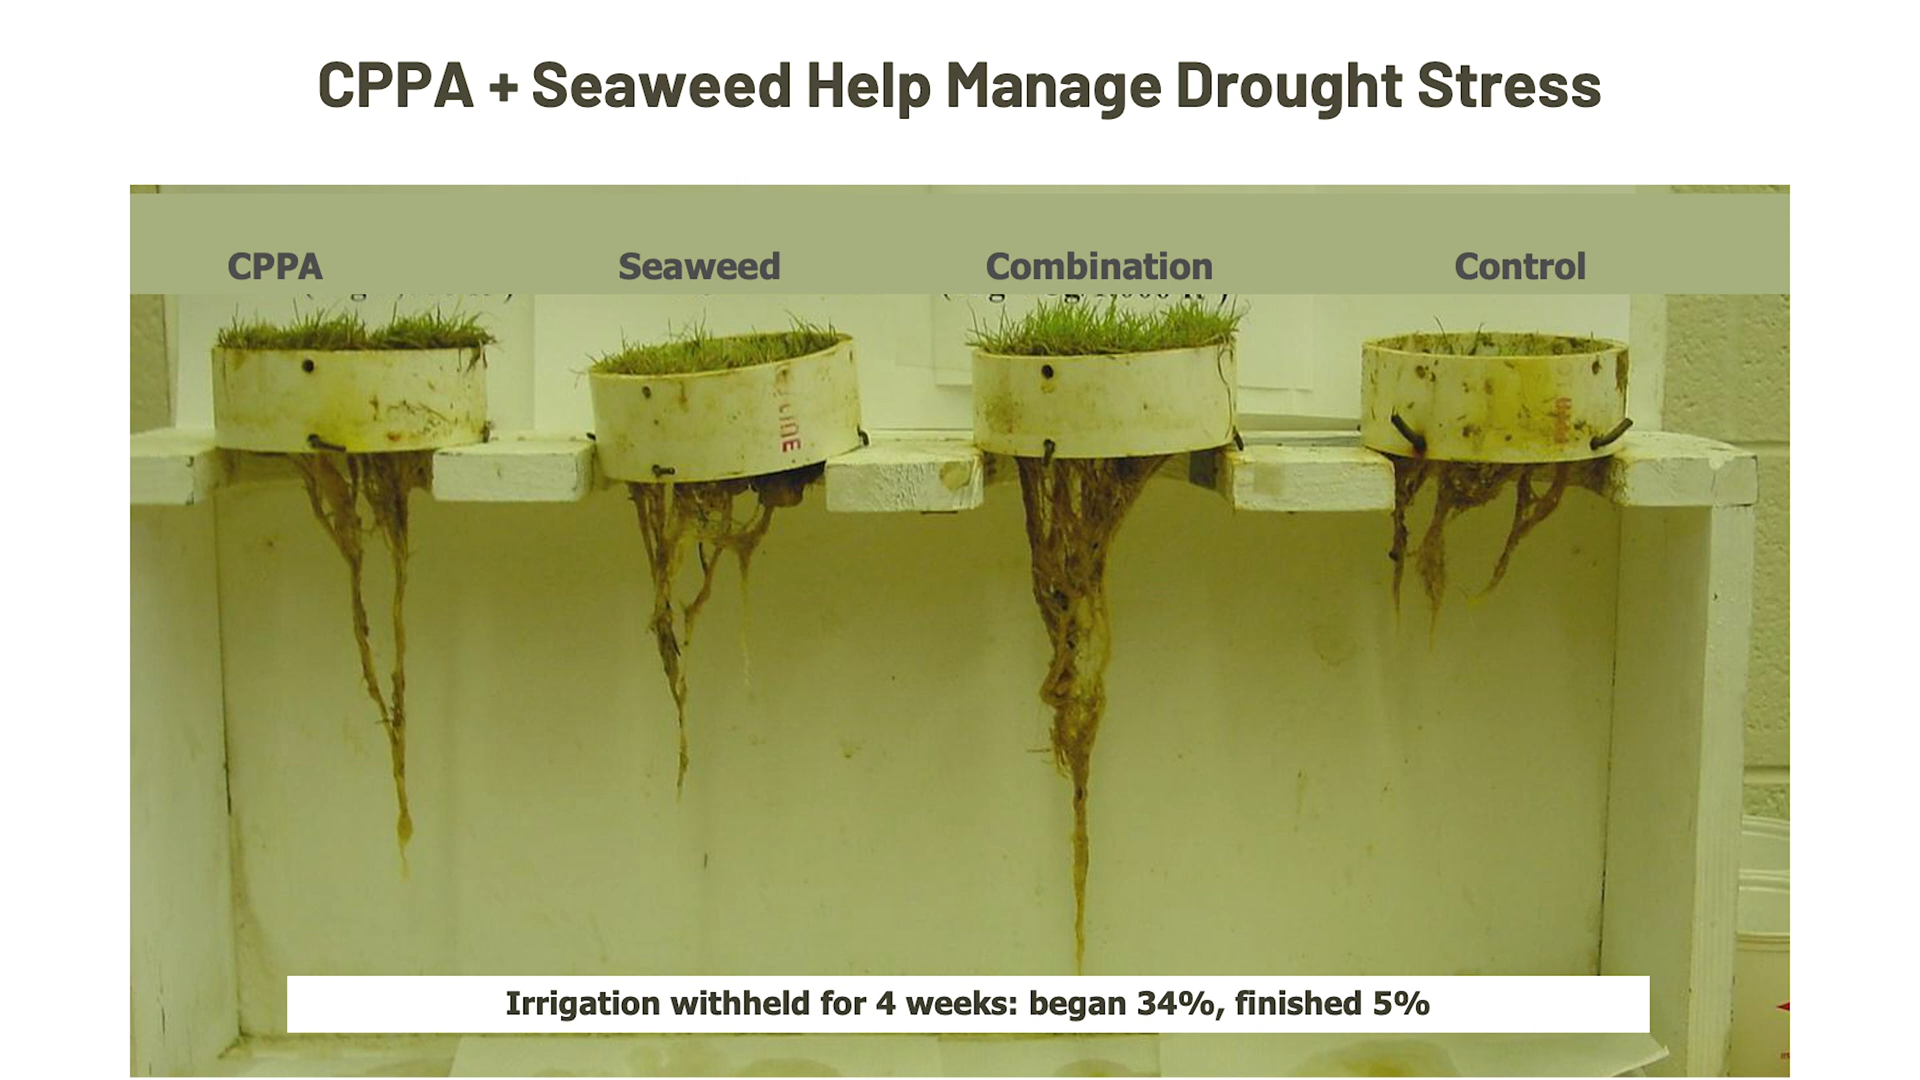 CPPA + Seaweed Help Manage Drought Stress
CPPA
Seaweed
Combination
Control
Irrigation withheld for 4 weeks: began 34%, finished 5%